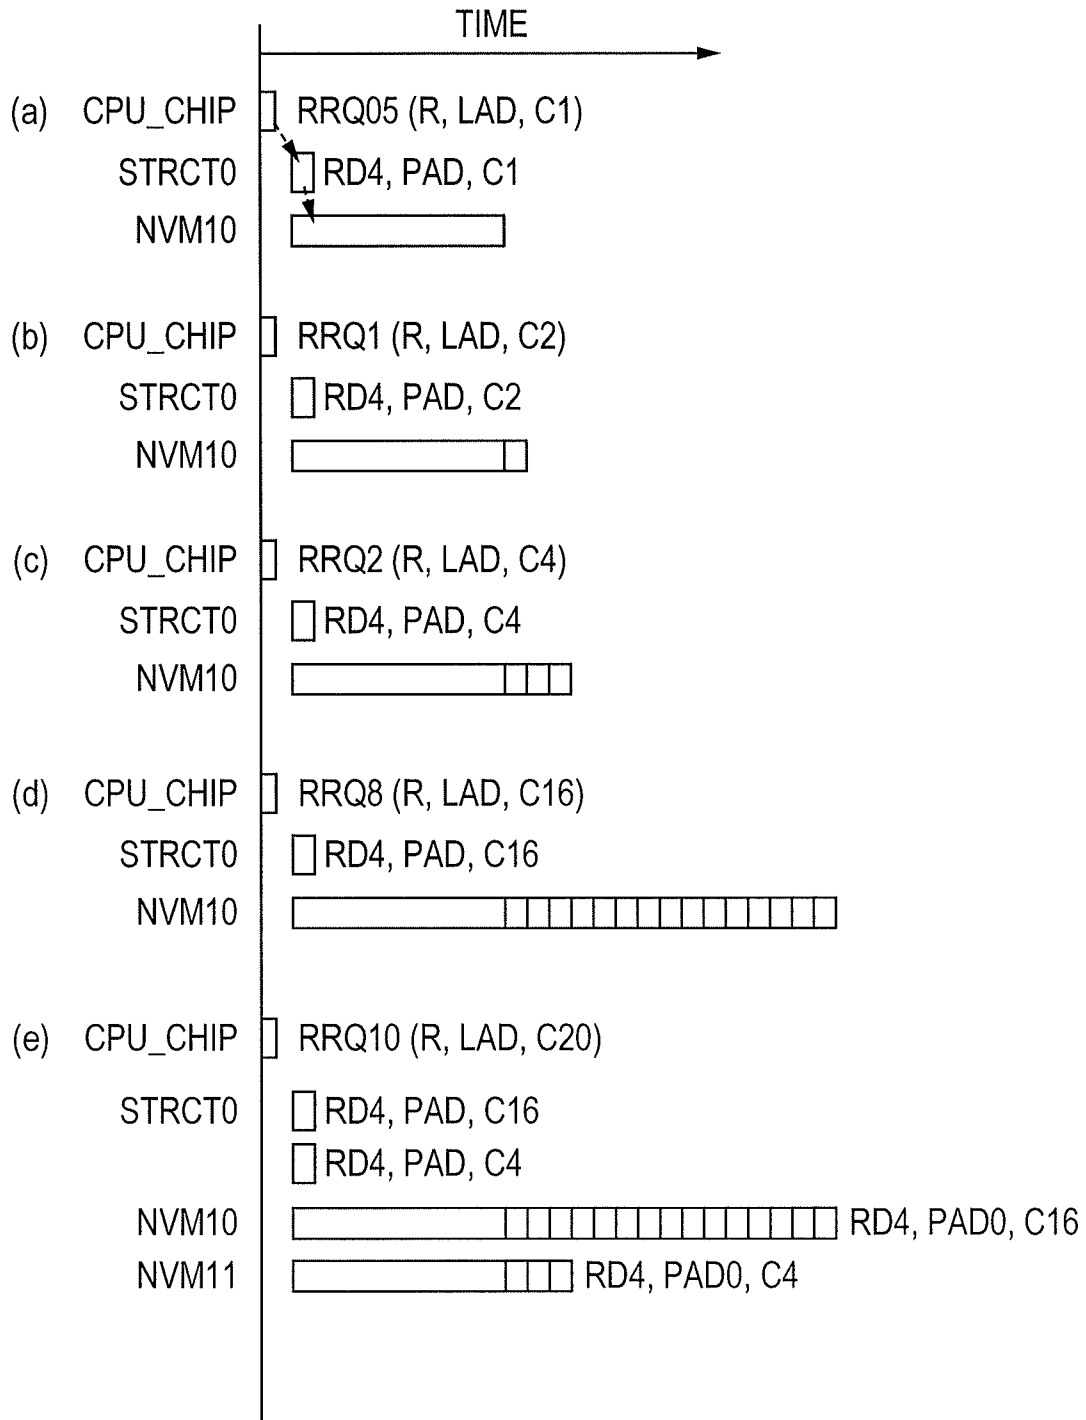 TIME
(a) CPU_CHIP RRQ05 (R, LAD, C1)
STRCT0 RD4, PAD, C1
NVM10
(b) CPU_CHIP RRQ1 (R, LAD, C2)
STRCT0 RD4, PAD, C2
NVM10
(c) CPU_CHIP RRQ2 (R, LAD, C4)
STRCT0 RD4, PAD, C4
NVM10
(d) CPU_CHIP RRQ8 (R, LAD, C16)
STRCT0 RD4, PAD, C16
NVM10
(e) CPU_CHIP RRQ10 (R, LAD, C20)
STRCT0 RD4, PAD, C16
RD4, PAD, C4
NVM10 RD4, PAD0, C16
NVM11 RD4, PAD0, C4